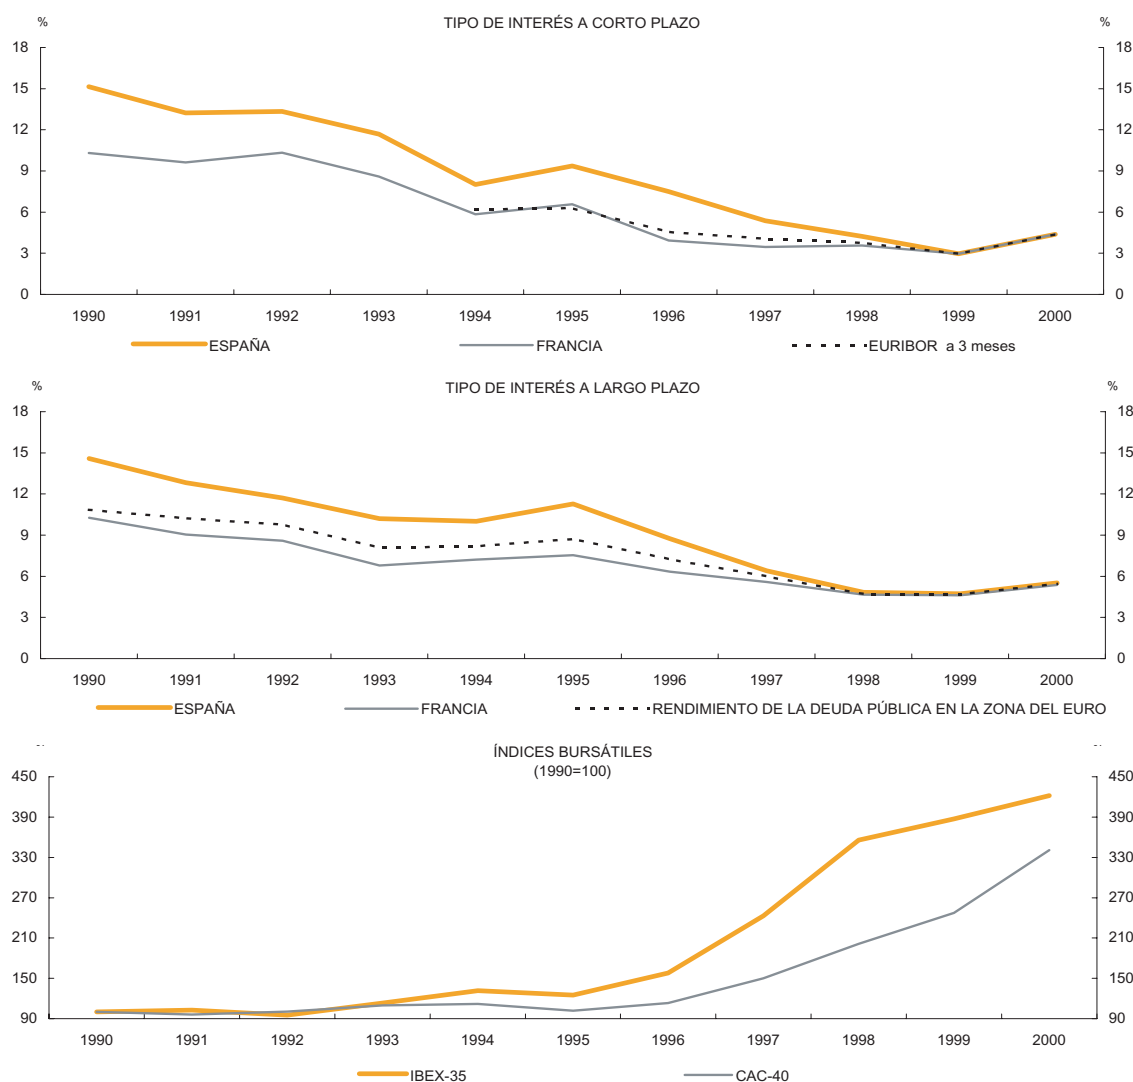 TIPO DE INTERÉS A CORTO PLAZO
% %
18 18
15 15
12 12
9 9
6 6
3 3
0 0
1990 1991 1992 1993 1994 1995 1996 1997 1998 1999 2000
ESPAÑA FRANCIA EURIBOR a 3 meses
TIPO DE INTERÉS A LARGO PLAZO
% %
18 18
15 15
12 12
9 9
6 6
3 3
0 0
1990 1991 1992 1993 1994 1995 1996 1997 1998 1999 2000
ESPAÑA FRANCIA RENDIMIENTO DE LA DEUDA PÚBLICA EN LA ZONA DEL EURO
ÍNDICES BURSÁTILES
(1990=100)
450 450
390 390
330 330
270 270
210 210
150 150
90 90
1990 1991 1992 1993 1994 1995 1996 1997 1998 1999 2000
IBEX-35 CAC-40